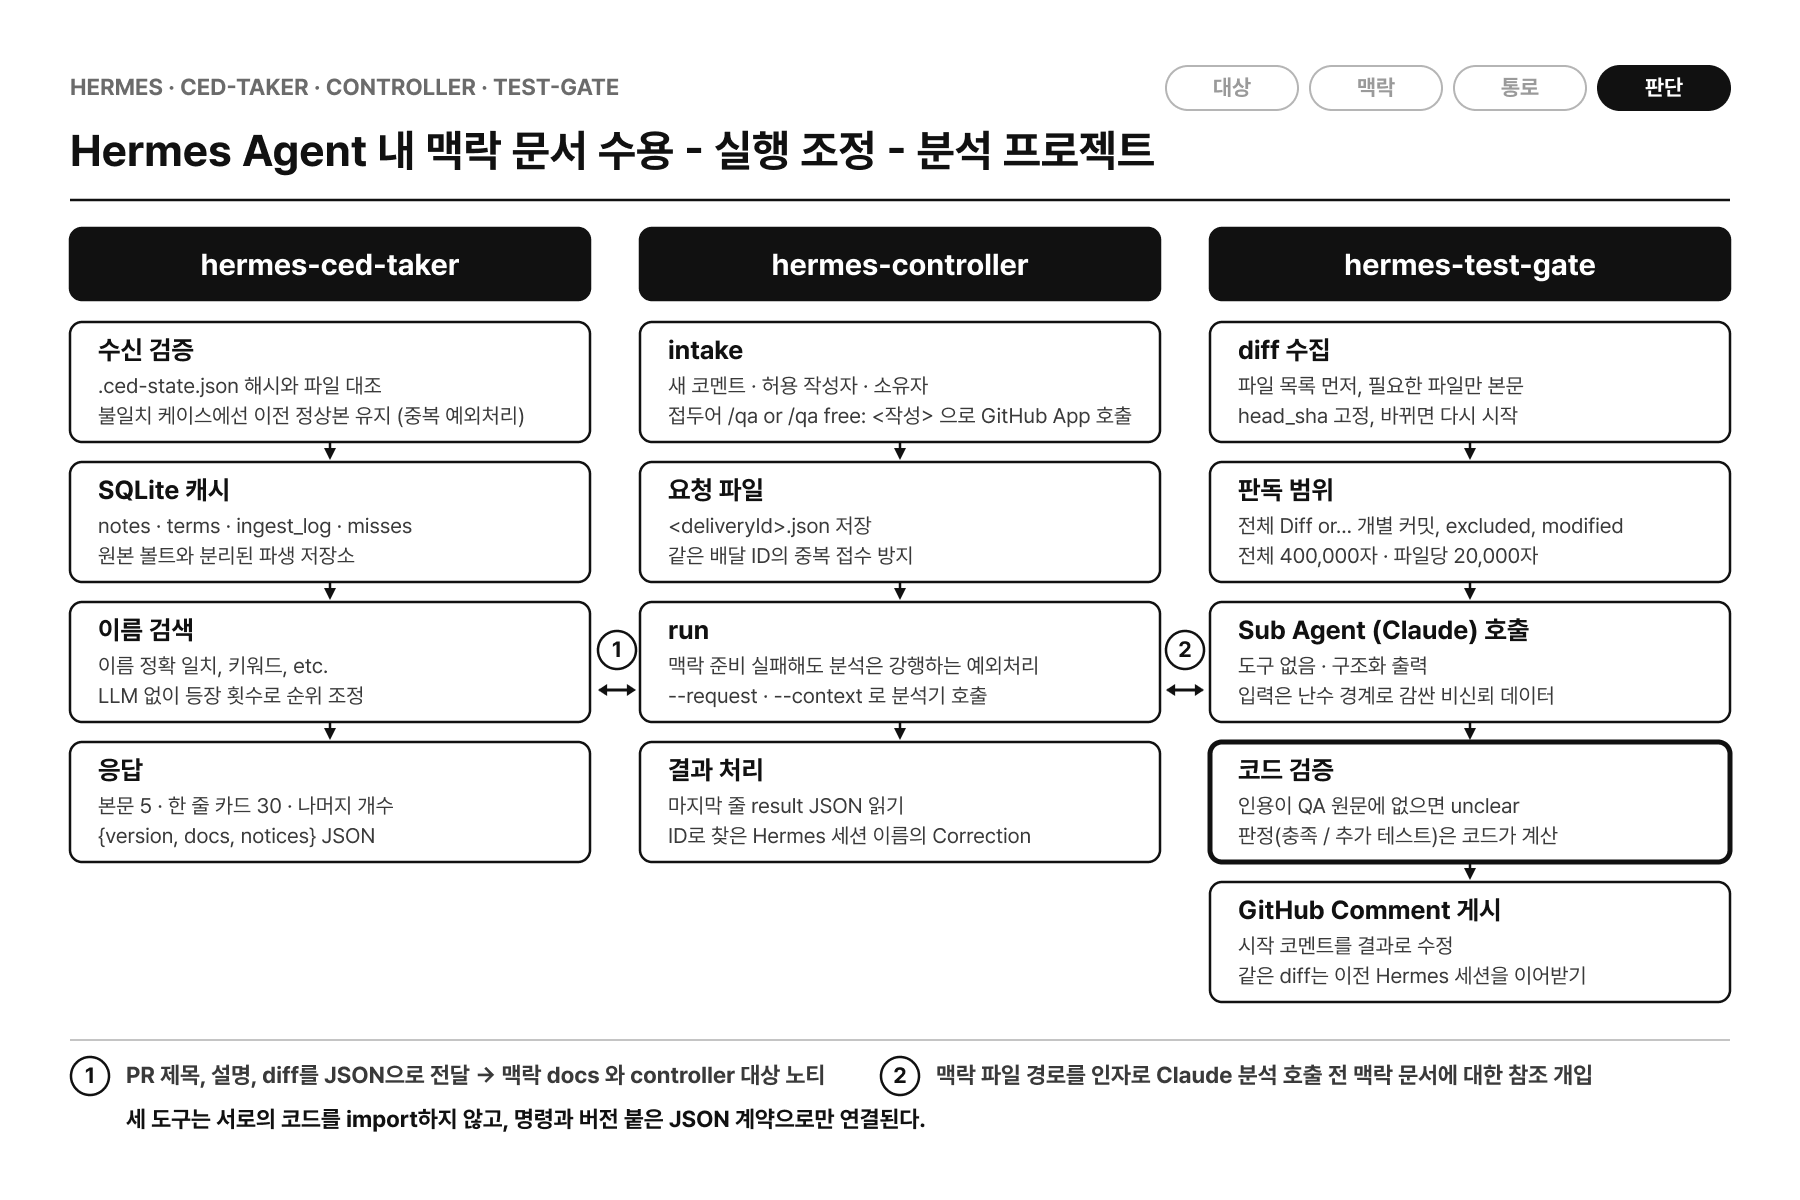 HERMES · CED-TAKER · CONTROLLER · TEST-GATE
대상
맥락
통로
판단
Hermes Agent 내 맥락 문서 수용 - 실행 조정 - 분석 프로젝트
hermes-ced-taker
수신 검증
.ced-state.json 해시와 파일 대조
불일치 케이스에선 이전 정상본 유지 (중복 예외처리)
SQLite 캐시
notes · terms · ingest_log · misses
원본 볼트와 분리된 파생 저장소
이름 검색
이름 정확 일치, 키워드, etc.
LLM 없이 등장 횟수로 순위 조정
응답
본문 5 · 한 줄 카드 30 · 나머지 개수
{version, docs, notices} JSON
1
hermes-controller
intake
새 코멘트 · 허용 작성자 · 소유자
접두어 /qa or /qa free: <작성> 으로 GitHub App 호출
요청 파일
<deliveryId>.json 저장
같은 배달 ID의 중복 접수 방지
run
맥락 준비 실패해도 분석은 강행하는 예외처리
--request · --context 로 분석기 호출
결과 처리
마지막 줄 result JSON 읽기
ID로 찾은 Hermes 세션 이름의 Correction
2
hermes-test-gate
diff 수집
파일 목록 먼저, 필요한 파일만 본문
head_sha 고정, 바뀌면 다시 시작
판독 범위
전체 Diff or... 개별 커밋, excluded, modified
전체 400,000자 · 파일당 20,000자
Sub Agent (Claude) 호출
도구 없음 · 구조화 출력
입력은 난수 경계로 감싼 비신뢰 데이터
코드 검증
인용이 QA 원문에 없으면 unclear
판정(충족 / 추가 테스트)은 코드가 계산
GitHub Comment 게시
시작 코멘트를 결과로 수정
같은 diff는 이전 Hermes 세션을 이어받기
1 PR 제목, 설명, diff를 JSON으로 전달 → 맥락 docs 와 controller 대상 노티
2 맥락 파일 경로를 인자로 Claude 분석 호출 전 맥락 문서에 대한 참조 개입
세 도구는 서로의 코드를 import하지 않고, 명령과 버전 붙은 JSON 계약으로만 연결된다.